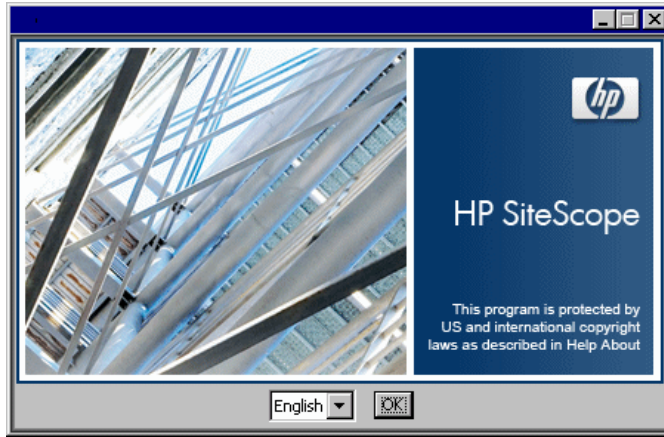 hp
HP SiteScope
This program is protected by
US and international copyright
laws as described in Help About
English
OK